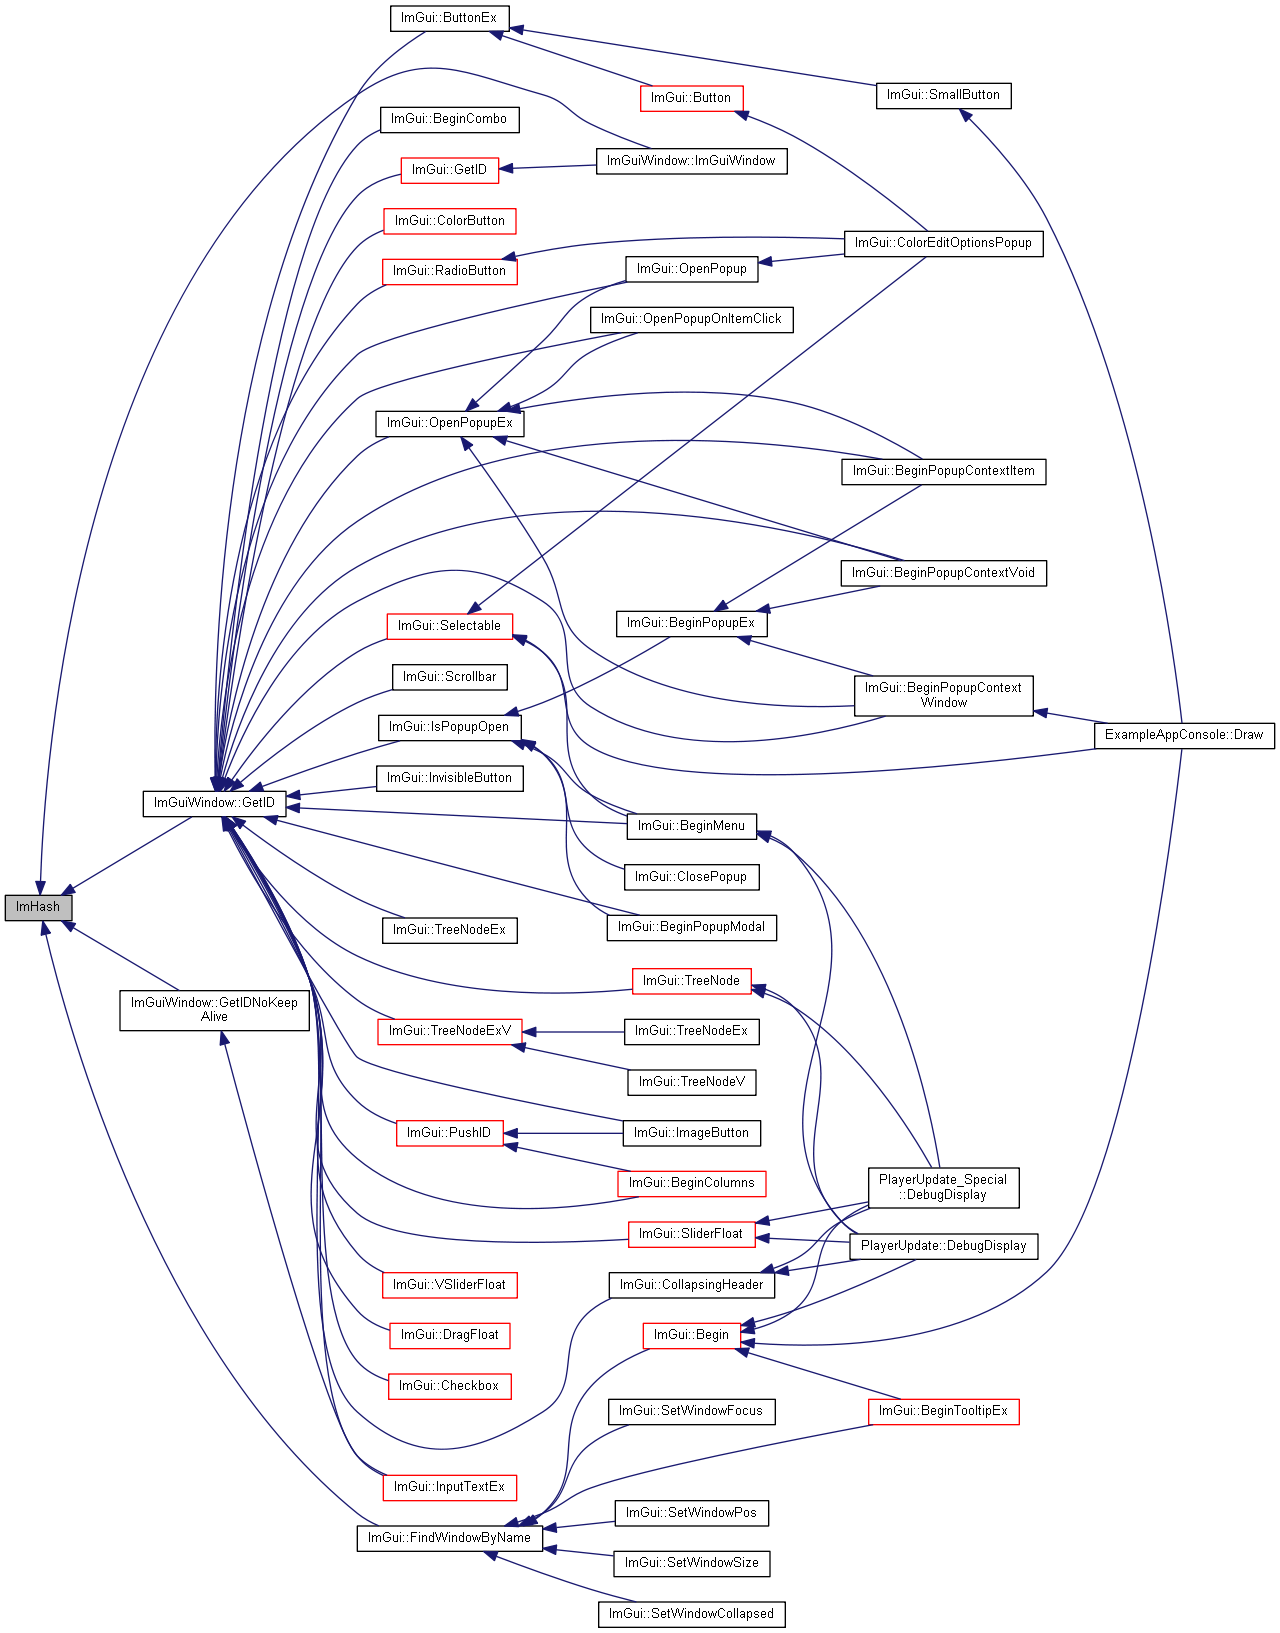 ImGui::ButtonEx
ImGui::Button
ImGui::SmallButton
ImGui::BeginCombo
ImGuiWindow::ImGuiWindow
ImGui::GetID
ImGui::ColorButton
ImGui::ColorEditOptionsPopup
ImGui::RadioButton
ImGui::OpenPopup
ImGui::OpenPopupOnItemClick
ImGui::OpenPopupEx
ImGui::BeginPopupContextItem
ImGui::BeginPopupContextVoid
ImGui::Selectable
ImGui::BeginPopupEx
ImGui::Scrollbar
ImGui::BeginPopupContext
Window
ImGui::IsPopupOpen
ExampleAppConsole::Draw
ImGui::InvisibleButton
ImGuiWindow::GetID
ImGui::BeginMenu
ImGui::ClosePopup
ImHash
ImGui::TreeNodeEx
ImGui::BeginPopupModal
ImGui::TreeNode
ImGuiWindow::GetIDNoKeep
Alive
ImGui::TreeNodeExV
ImGui::TreeNodeEx
ImGui::TreeNodeV
ImGui::PushID
ImGui::ImageButton
ImGui::BeginColumns
PlayerUpdate_Special
::DebugDisplay
ImGui::SliderFloat
PlayerUpdate::DebugDisplay
ImGui::VSliderFloat
ImGui::CollapsingHeader
ImGui::DragFloat
ImGui::Begin
ImGui::Checkbox
ImGui::SetWindowFocus
ImGui::BeginTooltipEx
ImGui::InputTextEx
ImGui::SetWindowPos
ImGui::FindWindowByName
ImGui::SetWindowSize
ImGui::SetWindowCollapsed